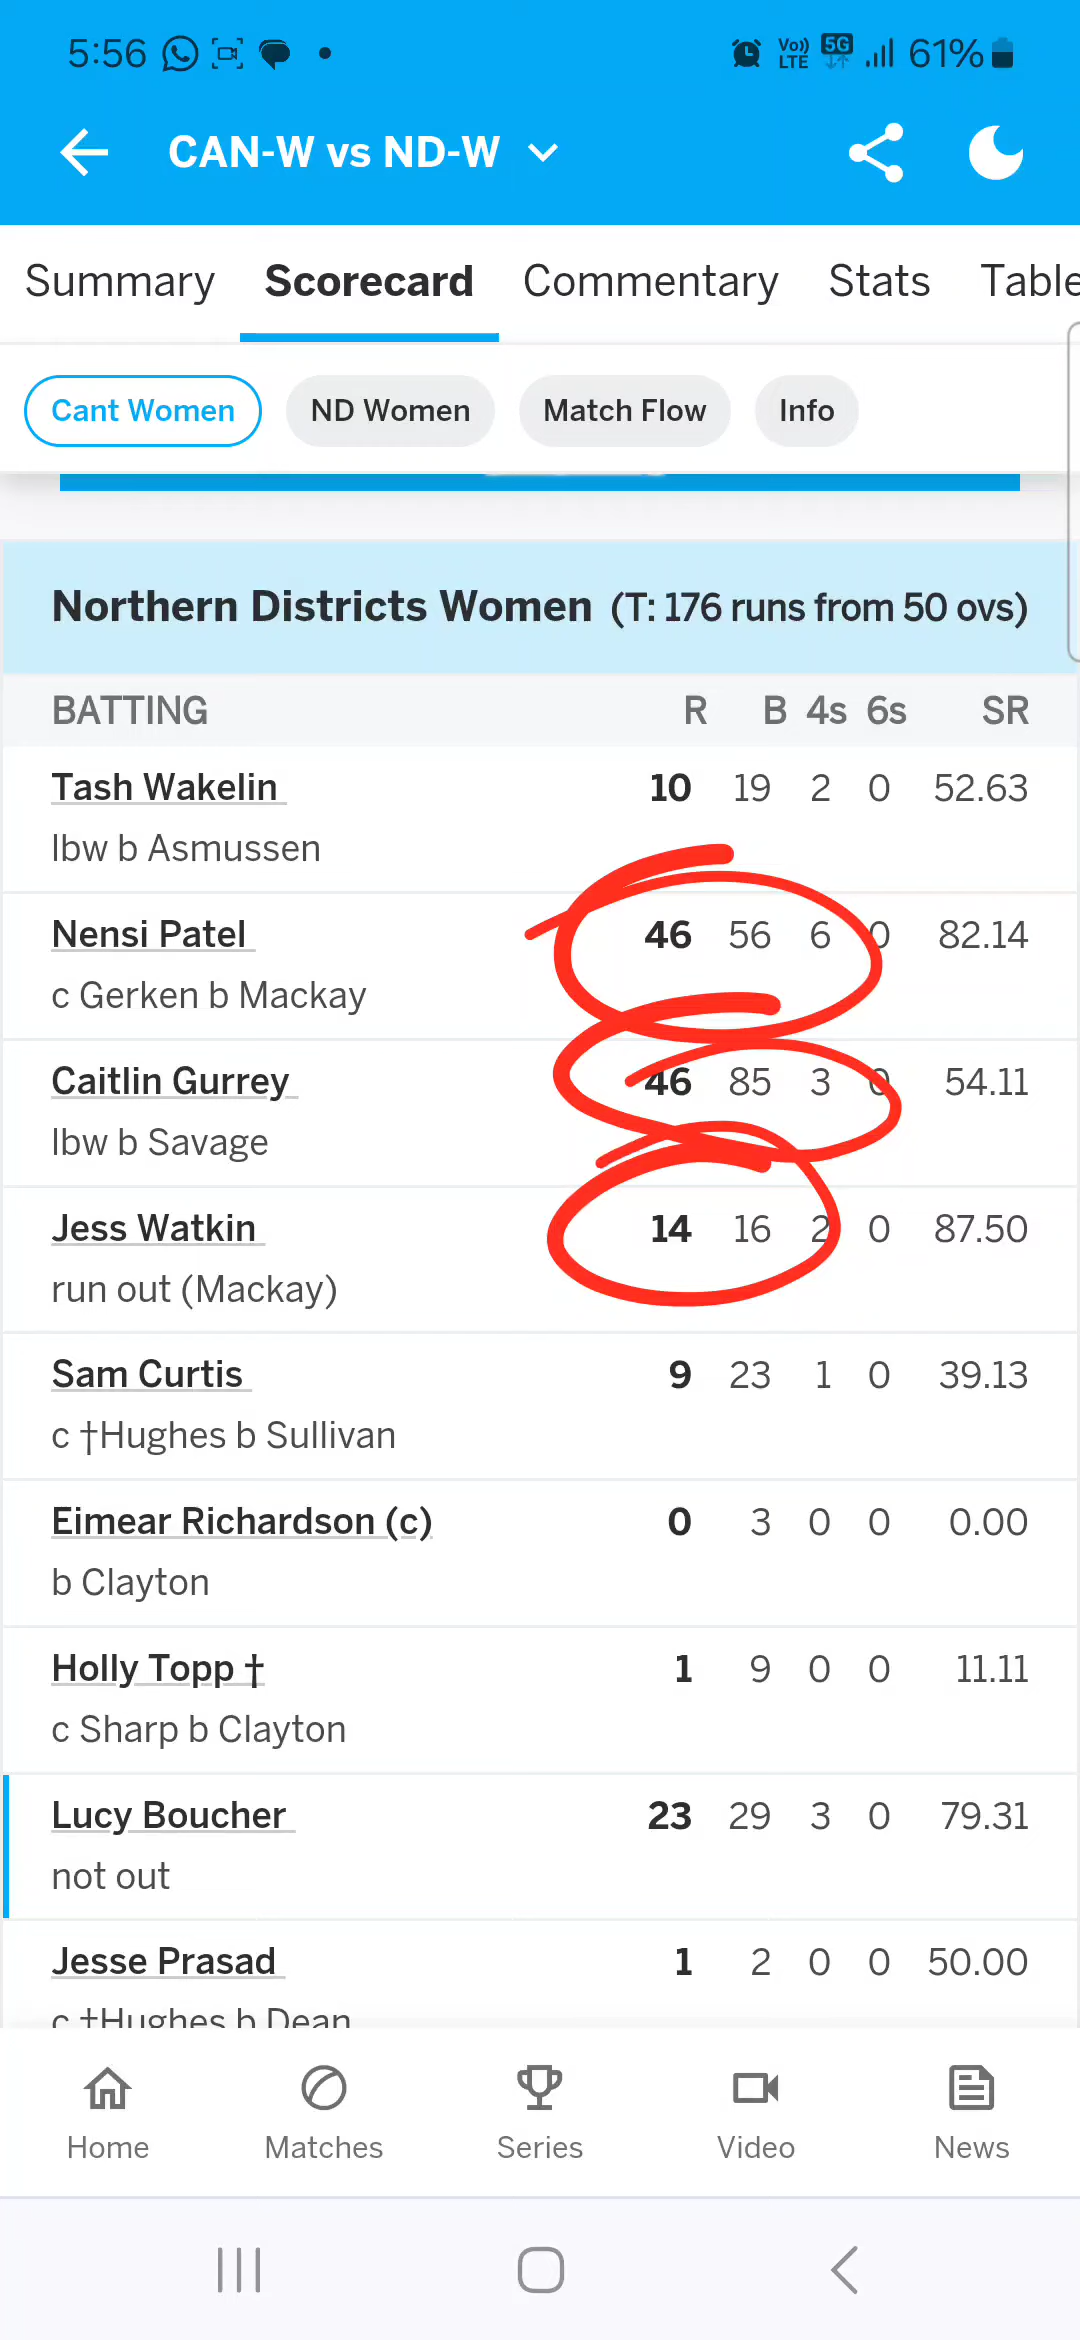 5:56 Vo)) LTE 5G 61%
CAN-W vs ND-W
Summary Scorecard Commentary Stats Table
Cant Women ND Women Match Flow Info
Northern Districts Women (T: 176 runs from 50 ovs)
BATTING R B 4s 6s SR
Tash Wakelin 10 19 2 0 52.63
lbw b Asmussen
Nensi Patel 46 56 6 0 82.14
c Gerken b Mackay
Caitlin Gurrey 46 85 3 0 54.11
lbw b Savage
Jess Watkin 14 16 2 0 87.50
run out (Mackay)
Sam Curtis 9 23 1 0 39.13
c †Hughes b Sullivan
Eimear Richardson (c) 0 3 0 0 0.00
b Clayton
Holly Topp † 1 9 0 0 11.11
c Sharp b Clayton
Lucy Boucher 23 29 3 0 79.31
not out
Jesse Prasad 1 2 0 0 50.00
c †Hughes b Dean
Home Matches Series Video News